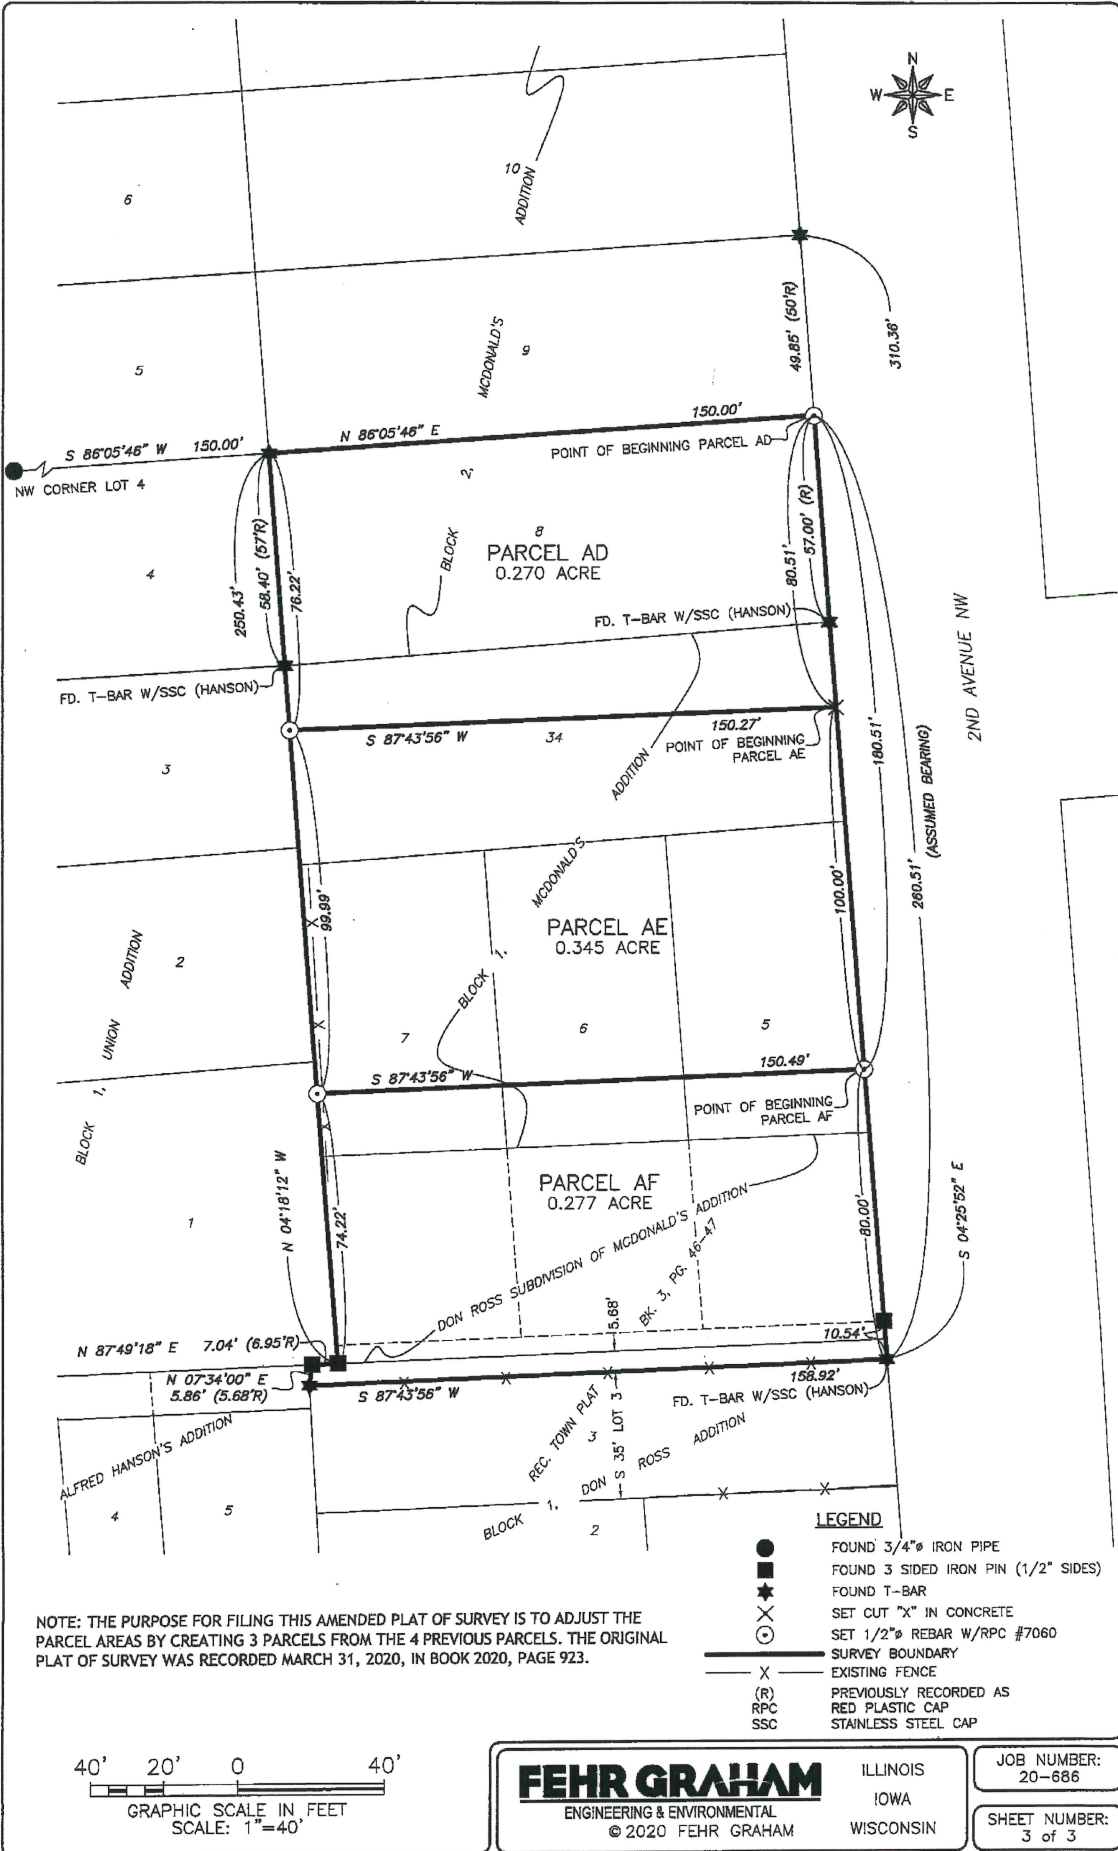 N
W E
S
6
10
ADDITION
49.85' (50'R)
310.36'
MCDONALD'S
9
5
S 86°05'46" W 150.00'
N 86°05'46" E 150.00'
POINT OF BEGINNING PARCEL AD
NW CORNER LOT 4
2,
BLOCK
8
PARCEL AD
0.270 ACRE
4
250.43'
58.40' (57'R)
76.22'
80.51'
57.00' (R)
FD. T-BAR W/SSC (HANSON)
FD. T-BAR W/SSC (HANSON)
2ND AVENUE NW
S 87°43'56" W 34 150.27'
POINT OF BEGINNING
PARCEL AE
ADDITION
3
180.51'
260.51'
(ASSUMED BEARING)
MCDONALD'S
99.99'
100.00'
PARCEL AE
0.345 ACRE
BLOCK 1,
2
BLOCK 1, UNION ADDITION
7
6
5
S 87°43'56" W 150.49'
POINT OF BEGINNING
PARCEL AF
PARCEL AF
0.277 ACRE
1
N 04°18'12" W
74.22'
80.00'
S 04°25'52" E
DON ROSS SUBDIVISION OF MCDONALD'S ADDITION
BK. 3, PG. 46-47
5.68'
10.54'
N 87°49'18" E 7.04' (6.95'R)
N 07°34'00" E
5.86' (5.68'R)
S 87°43'56" W 158.92'
FD. T-BAR W/SSC (HANSON)
REC. TOWN PLAT
3
S 35' LOT 3
ALFRED HANSON'S ADDITION
4
5
BLOCK 1, DON ROSS ADDITION
2
LEGEND
FOUND 3/4"ø IRON PIPE
FOUND 3 SIDED IRON PIN (1/2" SIDES)
FOUND T-BAR
SET CUT "X" IN CONCRETE
SET 1/2"ø REBAR W/RPC #7060
SURVEY BOUNDARY
X EXISTING FENCE
(R) PREVIOUSLY RECORDED AS
RPC RED PLASTIC CAP
SSC STAINLESS STEEL CAP
NOTE: THE PURPOSE FOR FILING THIS AMENDED PLAT OF SURVEY IS TO ADJUST THE
PARCEL AREAS BY CREATING 3 PARCELS FROM THE 4 PREVIOUS PARCELS. THE ORIGINAL
PLAT OF SURVEY WAS RECORDED MARCH 31, 2020, IN BOOK 2020, PAGE 923.
40' 20' 0 40'
GRAPHIC SCALE IN FEET
SCALE: 1"=40'
FEHR GRAHAM
ENGINEERING & ENVIRONMENTAL
© 2020 FEHR GRAHAM
ILLINOIS
IOWA
WISCONSIN
JOB NUMBER:
20-686
SHEET NUMBER:
3 of 3